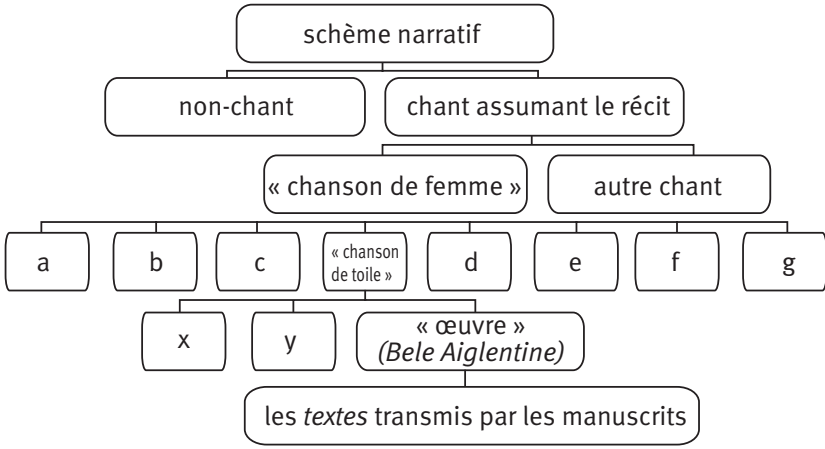 schème narratif
non-chant
chant assumant le récit
« chanson de femme »
autre chant
a
b
c
« chanson
de toile »
d
e
f
g
x
y
« œuvre »
(Bele Aiglentine)
les textes transmis par les manuscrits